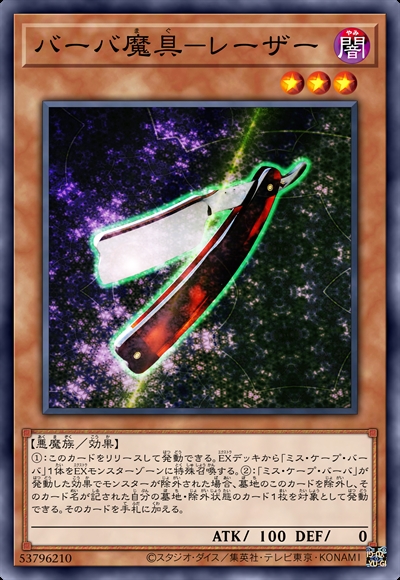 バーバ魔具－レーザー
闇
【悪魔族／効果】
①：このカードをリリースして発動できる。EXデッキから「ミス・ケープ・バー
バ」1体をEXモンスターゾーンに特殊召喚する。②：「ミス・ケープ・バーバ」が
発動した効果でモンスターが除外された場合、墓地のこのカードを除外し、そ
のカード名が記された自分の墓地・除外状態のカード1枚を対象として発動
できる。そのカードを手札に加える。
ATK/ 100 DEF/ 0
53796210 ©スタジオ・ダイス／集英社・テレビ東京・KONAMI